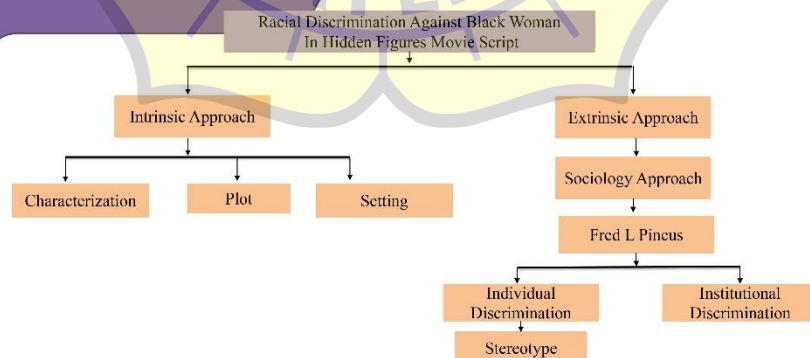 Racial Discrimination Against Black Woman
In Hidden Figures Movie Script
Intrinsic Approach
Extrinsic Approach
Characterization
Plot
Setting
Sociology Approach
Fred L Pincus
Individual
Discrimination
Institutional
Discrimination
Stereotype